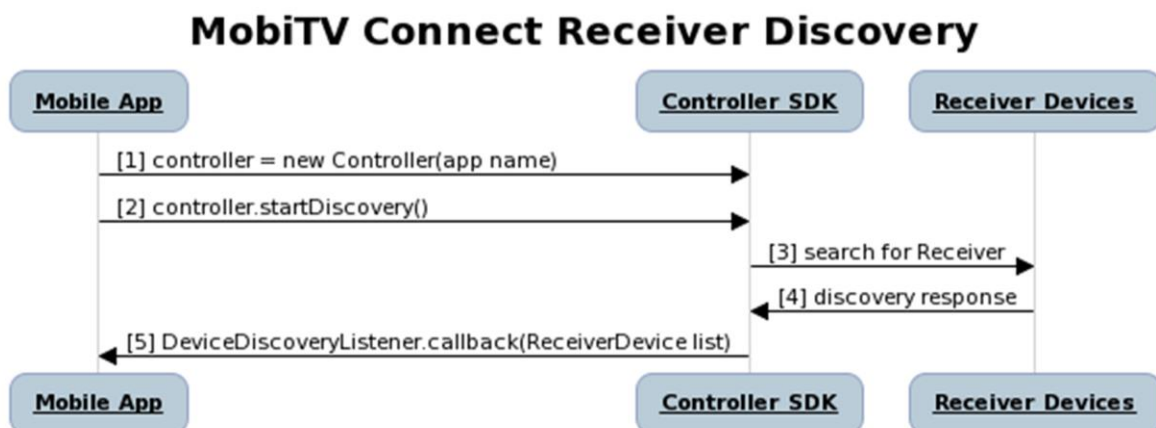 MobiTV Connect Receiver Discovery
Mobile App Controller SDK Receiver Devices
[1] controller = new Controller(app name)
[2] controller.startDiscovery()
[3] search for Receiver
[4] discovery response
[5] DeviceDiscoveryListener.callback(ReceiverDevice list)
Mobile App Controller SDK Receiver Devices